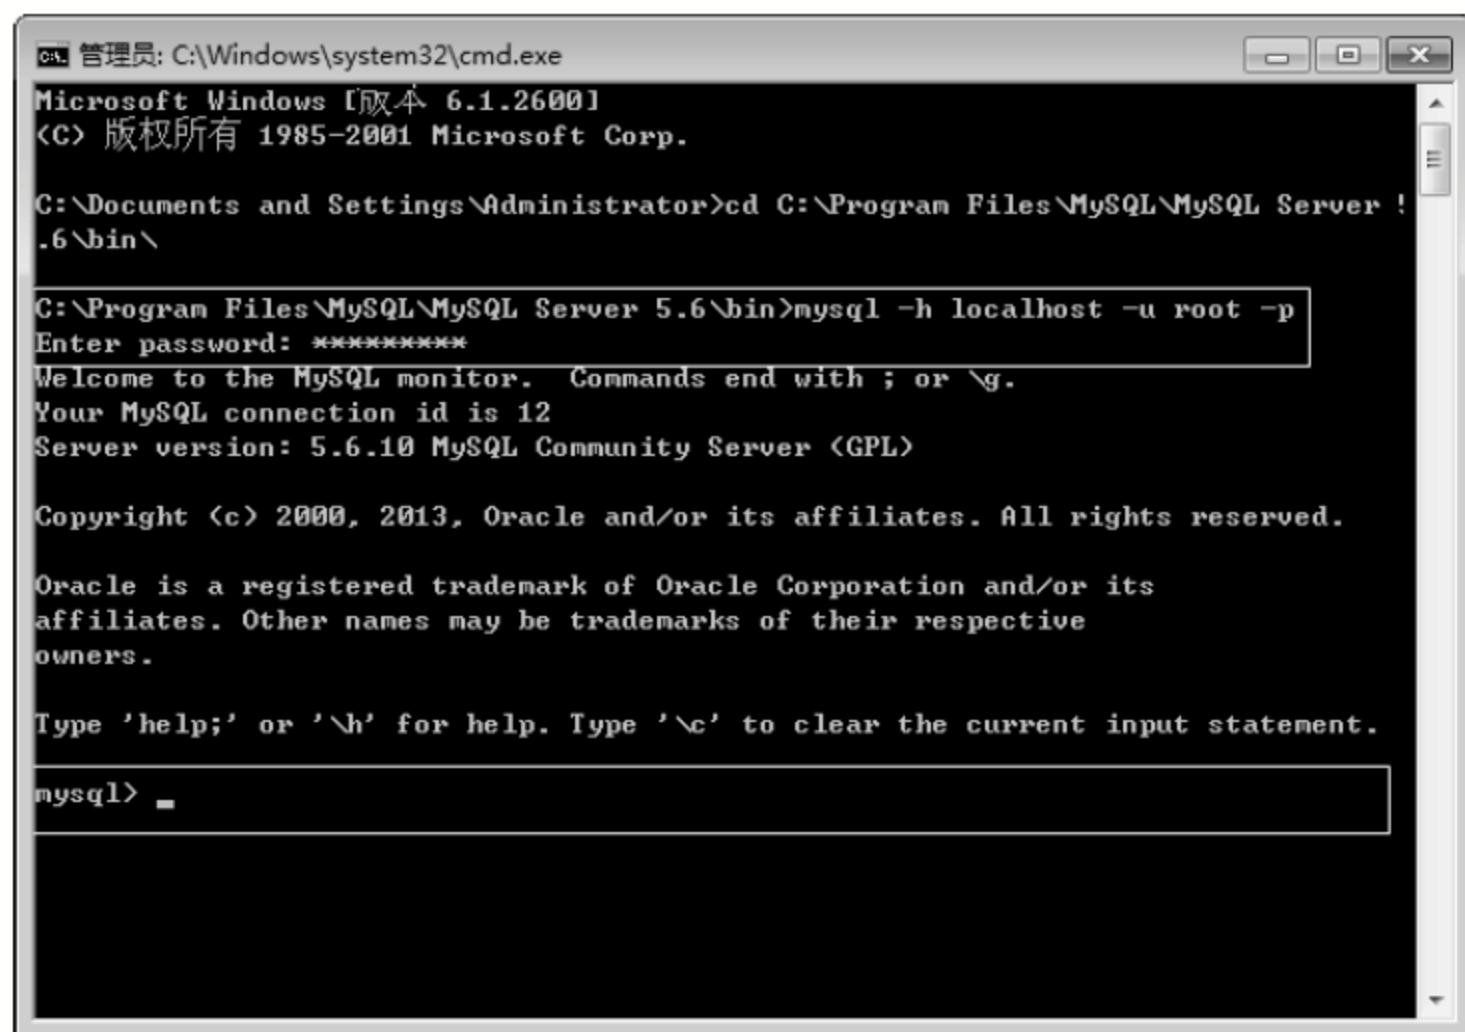 管理员: C:\Windows\system32\cmd.exe
Microsoft Windows [版本 6.1.2600]
(C) 版权所有 1985-2001 Microsoft Corp.
C:\Documents and Settings\Administrator>cd C:\Program Files\MySQL\MySQL Server
.6\bin\
C:\Program Files\MySQL\MySQL Server 5.6\bin>mysql -h localhost -u root -p
Enter password: *********
Welcome to the MySQL monitor.  Commands end with ; or \g.
Your MySQL connection id is 12
Server version: 5.6.10 MySQL Community Server (GPL)
Copyright (c) 2000, 2013, Oracle and/or its affiliates. All rights reserved.
Oracle is a registered trademark of Oracle Corporation and/or its
affiliates. Other names may be trademarks of their respective
owners.
Type 'help;' or '\h' for help. Type '\c' to clear the current input statement.
mysql> _